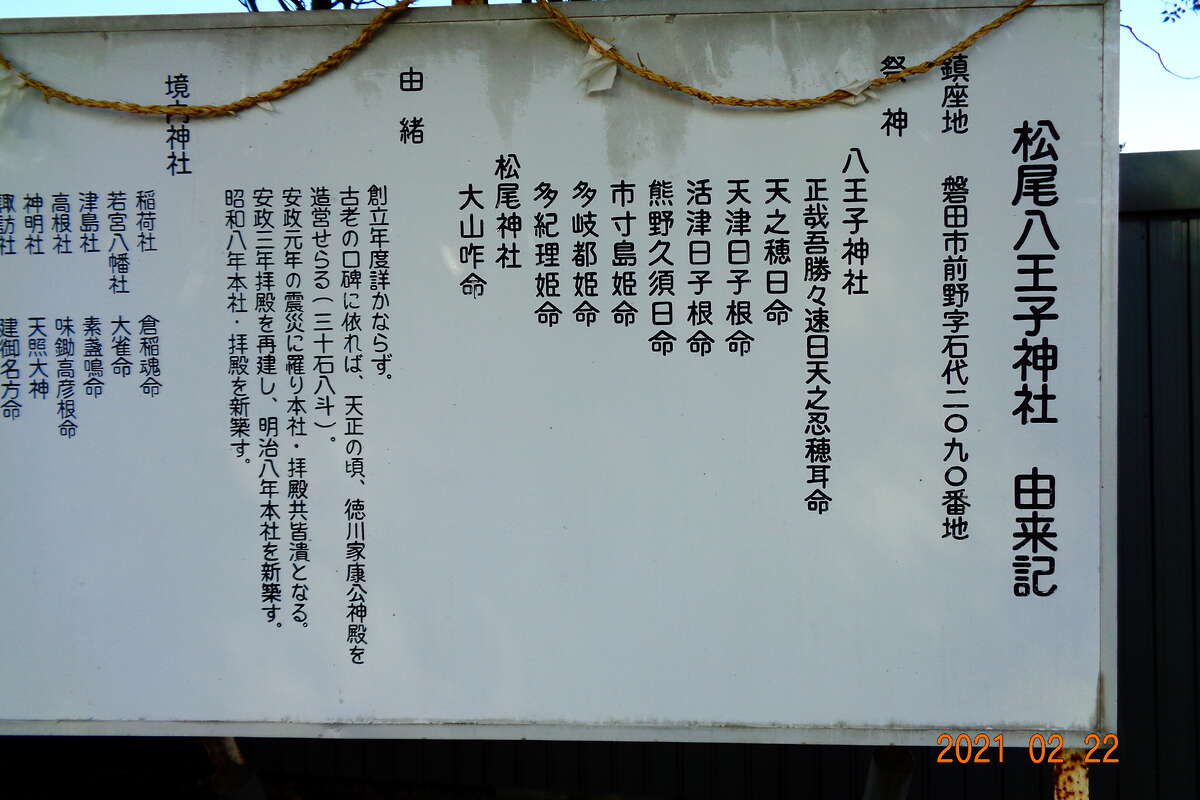 松尾八王子神社 由来記
鎮座地 磐田市前野字石代二〇九〇番地
祭神
八王子神社
正哉吾勝々速日天之忍穂耳命
天之穂日命
天津日子根命
活津日子根命
熊野久須日命
市寸島姫命
多岐都姫命
多紀理姫命
松尾神社
大山咋命
由緒
創立年度詳かならず。
古老の口碑に依れば、天正の頃、徳川家康公神殿を
造営せらる(三十石八斗)。
安政元年の震災に羅り本社・拝殿共皆潰となる。
安政三年拝殿を再建し、明治八年本社を新築す。
昭和八年本社・拝殿を新築す。
境内神社
稲荷社 倉稲魂命
若宮八幡社 大雀命
津島社 素盞鳴命
高根社 味鋤高彦根命
神明社 天照大神
諏訪社 建御名方命
2021 02 22